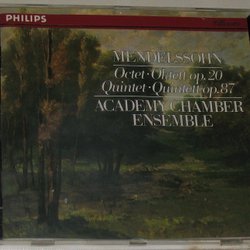 PHILIPS
MENDELSSOHN
Octet · Oktett op. 20
Quintet · Quintett op. 87
ACADEMY CHAMBER
ENSEMBLE